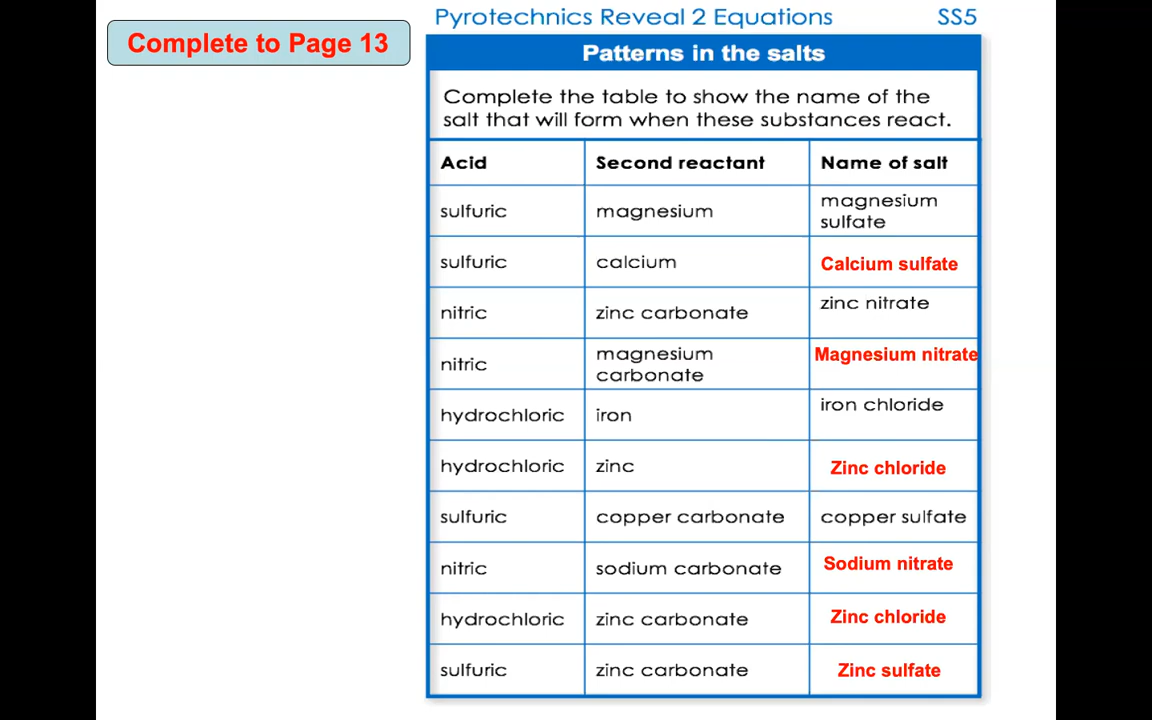 Complete to Page 13
Pyrotechnics Reveal 2 Equations SS5
Patterns in the salts
Complete the table to show the name of the
salt that will form when these substances react.
Acid Second reactant Name of salt
sulfuric magnesium magnesium
sulfate
sulfuric calcium Calcium sulfate
nitric zinc carbonate zinc nitrate
nitric magnesium
carbonate Magnesium nitrate
hydrochloric iron iron chloride
hydrochloric zinc Zinc chloride
sulfuric copper carbonate copper sulfate
nitric sodium carbonate Sodium nitrate
hydrochloric zinc carbonate Zinc chloride
sulfuric zinc carbonate Zinc sulfate